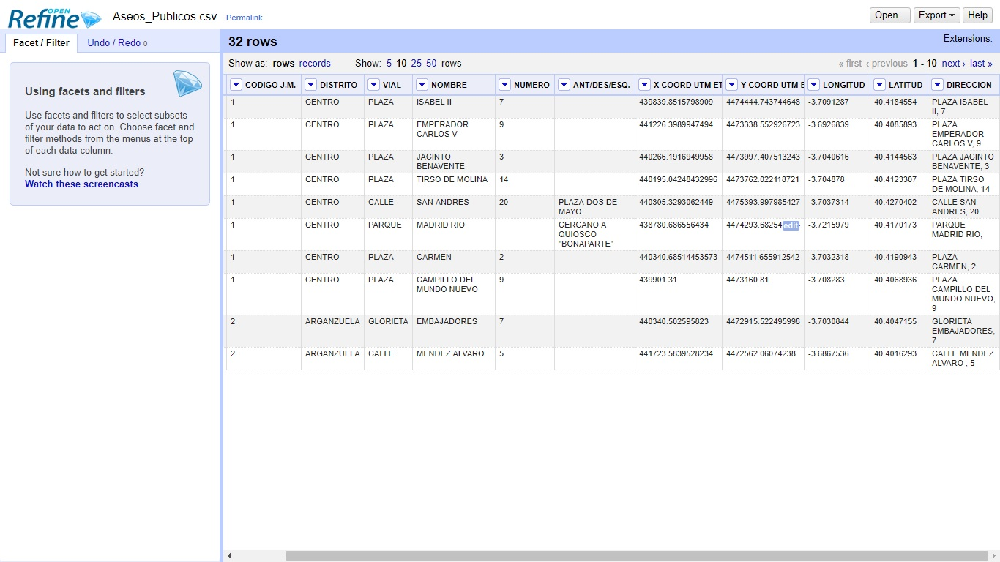 OPEN
Refine Aseos_Publicos csv Permalink Open... Export Help
Facet / Filter Undo / Redo 0
32 rows Extensions:
Show as: rows records Show: 5 10 25 50 rows « first ‹ previous 1 - 10 next › last »
Using facets and filters
Use facets and filters to select subsets
of your data to act on. Choose facet and
filter methods from the menus at the top
of each data column.
Not sure how to get started?
Watch these screencasts
CODIGO J.M. DISTRITO VIAL NOMBRE NUMERO ANT/DES/ESQ. X COORD UTM ET Y COORD UTM E LONGITUD LATITUD DIRECCION
1 CENTRO PLAZA ISABEL II 7 439839.8515798909 4474444.743744648 -3.7091287 40.4184554 PLAZA ISABEL
II, 7
1 CENTRO PLAZA EMPERADOR 9 441226.3989947494 4473338.552926723 -3.6926839 40.4085893 PLAZA
CARLOS V EMPERADOR
CARLOS V, 9
1 CENTRO PLAZA JACINTO 3 440266.1916949958 4473997.407513243 -3.7040616 40.4144563 PLAZA JACINTO
BENAVENTE BENAVENTE, 3
1 CENTRO PLAZA TIRSO DE MOLINA 14 440195.04248432996 4473762.022118721 -3.704878 40.4123307 PLAZA TIRSO
DE MOLINA, 14
1 CENTRO CALLE SAN ANDRES 20 PLAZA DOS DE 440305.3293062449 4475393.997985427 -3.7037314 40.4270402 CALLE SAN
MAYO ANDRES, 20
1 CENTRO PARQUE MADRID RIO CERCANO A 438780.686556434 4474293.68254 edit -3.7215979 40.4170173 PARQUE
QUIOSCO MADRID RIO,
"BONAPARTE"
1 CENTRO PLAZA CARMEN 2 440340.68514453573 4474511.655912542 -3.7032318 40.4190943 PLAZA
CARMEN, 2
1 CENTRO PLAZA CAMPILLO DEL 9 439901.31 4473160.81 -3.708283 40.4068936 PLAZA
MUNDO NUEVO CAMPILLO DEL
MUNDO NUEVO,
9
2 ARGANZUELA GLORIETA EMBAJADORES 7 440340.502595823 4472915.522495998 -3.7030844 40.4047155 GLORIETA
EMBAJADORES,
7
2 ARGANZUELA CALLE MENDEZ ALVARO 5 441723.5839528234 4472562.06074238 -3.6867536 40.4016293 CALLE MENDEZ
ALVARO , 5